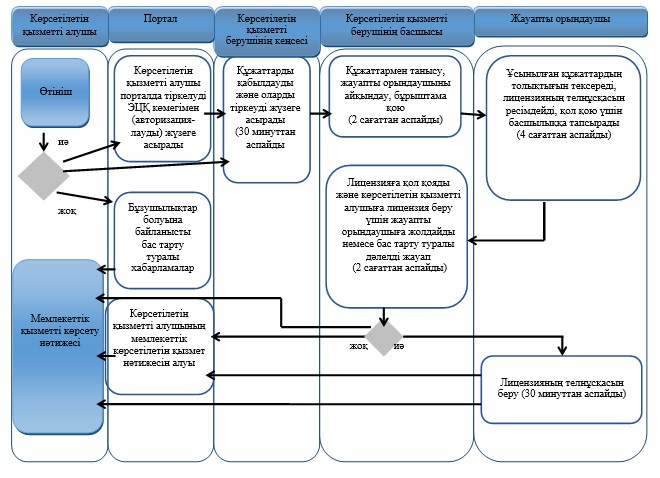 Көрсетілетін
қызметті алушы
Портал
Көрсетілетін
қызметті
берушінің кеңсесі
Көрсетілетін қызметті
берушінің басшысы
Жауапты орындаушы
Өтініш
иә
жоқ
Көрсетілетін
қызметті алушы
порталда тіркелуді
ЭЦҚ көмегімен
(авторизация-
лауды) жүзеге
асырады
Құжаттарды
қабылдауды
және оларды
тіркеуді жүзеге
асырады
(30 минуттан
аспайды)
Құжаттармен танысу,
жауапты орындаушыны
айқындау, бұрыштама
қою
(2 сағаттан аспайды)
Ұсынылған құжаттардың
толықтығын тексереді,
лицензияның телнұсқасын
ресімдейді, қол қою үшін
басшылыққа тапсырады
(4 сағаттан аспайды)
Бұзушылықтар
болуына
байланысты
бас тарту
туралы
хабарламалар
Лицензияға қол қояды
және көрсетілетін қызметті
алушыға лицензия беру
үшін жауапты
орындаушыға жолдайды
немесе бас тарту туралы
дәлелді жауап
(2 сағаттан аспайды)
Мемлекеттік
қызметті көрсету
нәтижесі
Көрсетілетін
қызметті алушының
мемлекеттік
көрсетілетін қызмет
нәтижесін алуы
жоқ
иә
Лицензияның телнұсқасын
беру (30 минуттан аспайды)